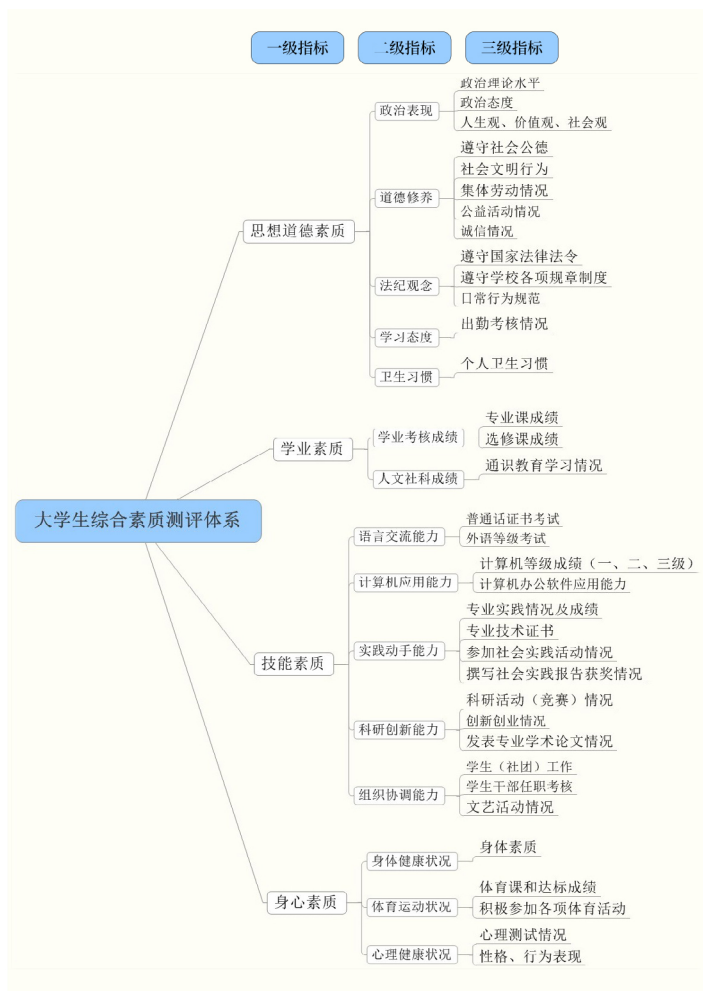 一级指标 二级指标 三级指标
政治理论水平
政治表现 政治态度
人生观、价值观、社会观
遵守社会公德
社会文明行为
道德修养 集体劳动情况
公益活动情况
诚信情况
思想道德素质
遵守国家法律法令
法纪观念 遵守学校各项规章制度
口常行为规范
学习态度 出勤考核情况
卫生习惯 个人卫生习惯
专业课成绩
学业考核成绩
选修课成绩
学业素质
人文社科成绩 通识教育学习情况
大学生综合素质测评体系
普通话证书考试
语言交流能力
外语等级考试
计算机等级成绩（一、二、三级）
计算机应用能力 计算机办公软件应用能力
专业实践情况及成绩
专业技术证书
实践动手能力 参加社会实践活动情况
撰写社会实践报告获奖情况
技能素质
科研活动（竞赛）情况
科研创新能力 创新创业情况
发表专业学术论文情况
学生（社团）工作
组织协调能力 学生干部任职考核
文艺活动情况
身体健康状况 身体素质
体育课和达标成绩
身心素质 体育运动状况 积极参加各项体育活动
心理测试情况
心理健康状况 性格、行为表现